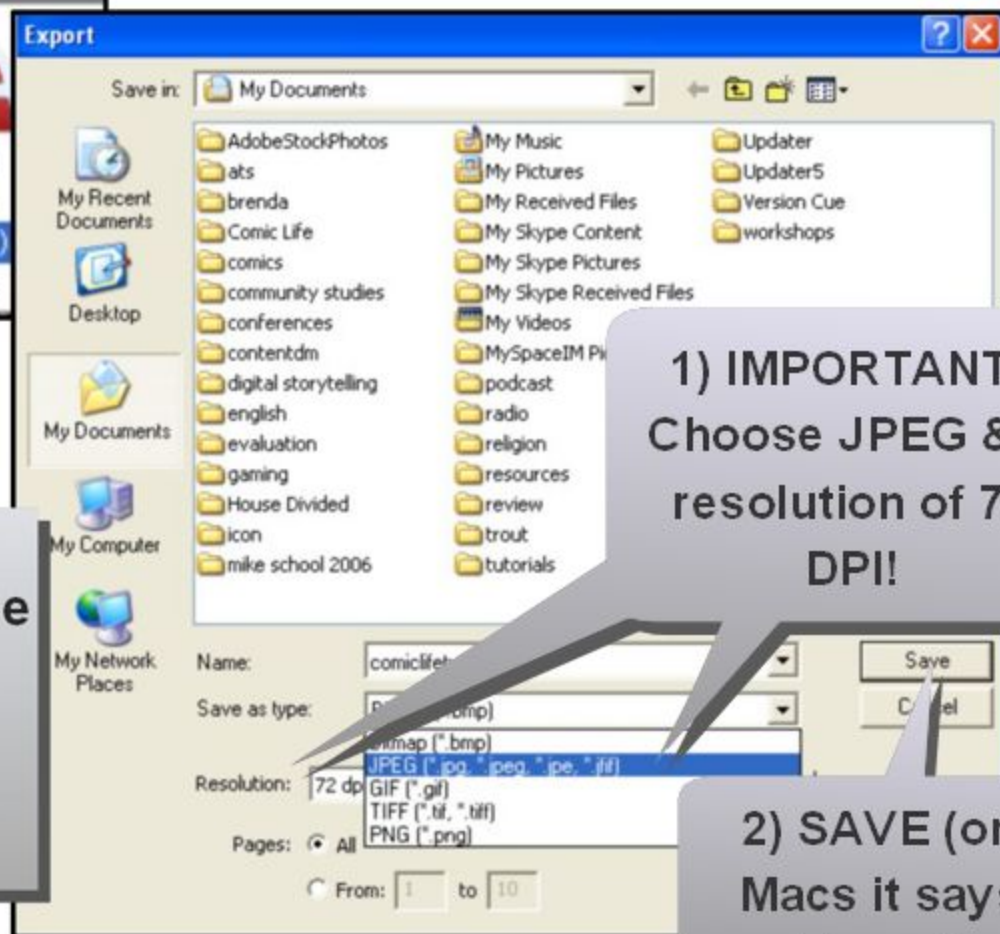 Export
Save in:
My Documents
My Recent
Documents
Desktop
My Documents
My Computer
My Network
Places
AdobeStockPhotos
ats
brenda
Comic Life
comics
community studies
conferences
contentdm
digital storytelling
english
evaluation
gaming
House Divided
icon
mike school 2006
My Music
My Pictures
My Received Files
My Skype Content
My Skype Pictures
My Skype Received Files
My Videos
MySpaceIM
podcast
radio
religion
resources
review
trout
tutorials
Updater
Updater5
Version Cue
workshops
1) IMPORTANT
Choose JPEG &
resolution of 7
DPI!
e
Name:
Save
Save as type:
Bitmap (*.bmp)
JPEG (*.jpg, *.jpeg, *.jpe, *.jfif)
GIF (*.gif)
TIFF (*.tif, *.tiff)
PNG (*.png)
Resolution: 72
Pages: All
From: 1 to 10
2) SAVE (or
Macs it says